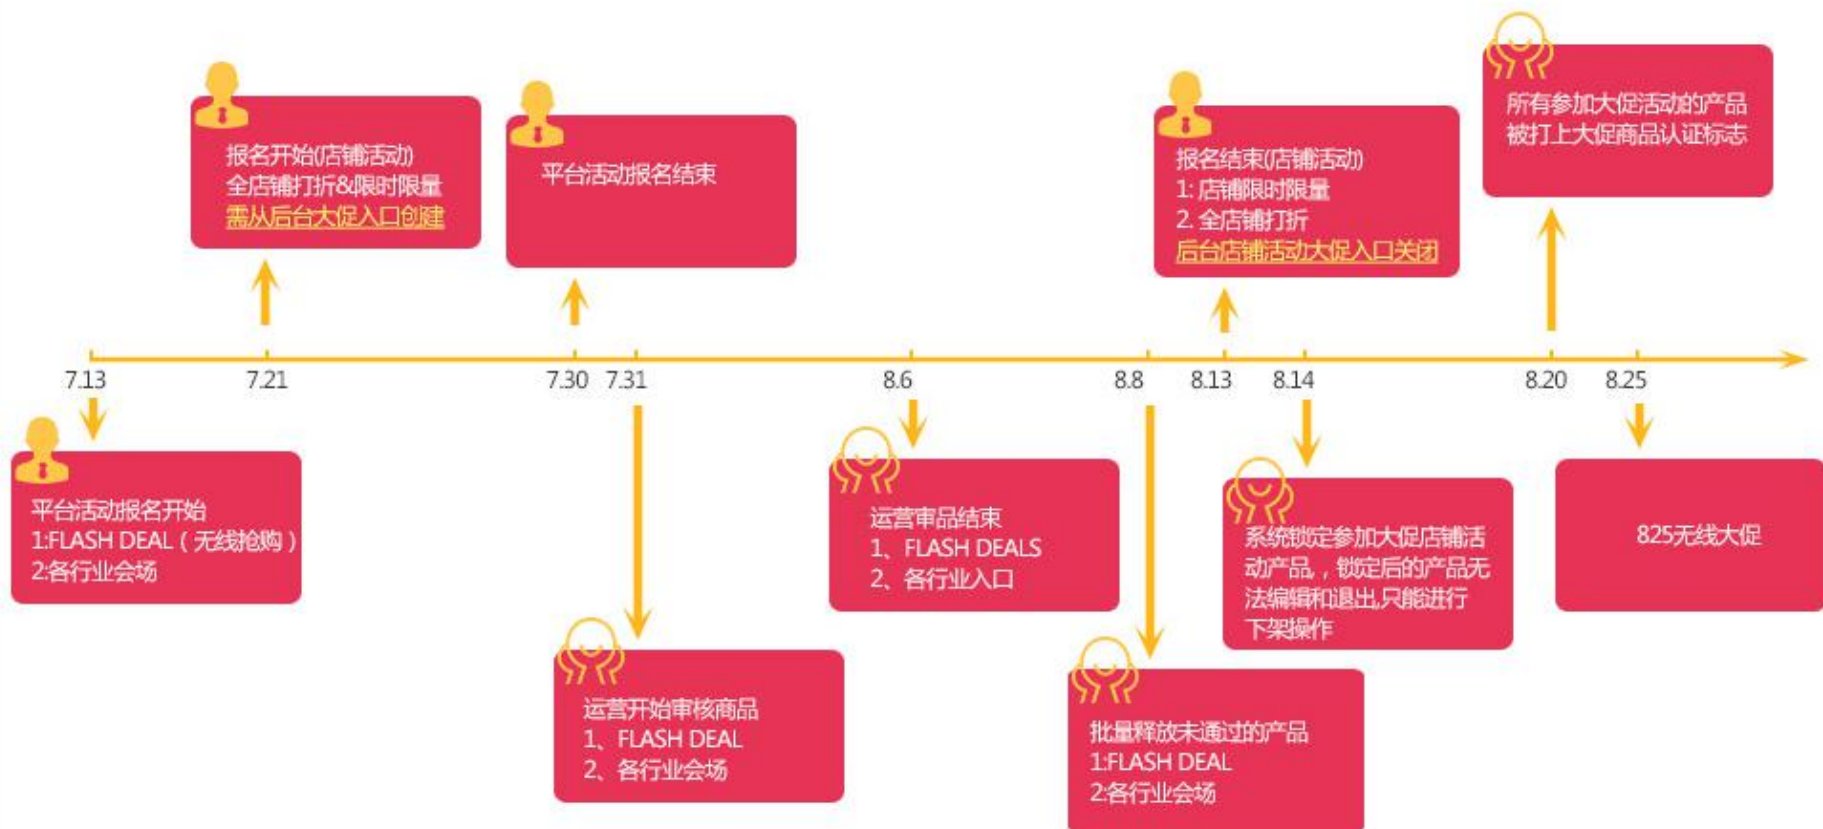 报名开始(店铺活动)
全店铺打折&限时限量
需从后台大促入口创建
平台活动报名结束
报名结束(店铺活动)
1: 店铺限时限量
2. 全店铺打折
后台店铺活动大促入口关闭
所有参加大促活动的产品
被打上大促商品认证标志
7.13
7.21
7.30
7.31
8.6
8.8
8.13
8.14
8.20
8.25
平台活动报名开始
1:FLASH DEAL（无线抢购）
2:各行业会场
运营开始审核商品
1、FLASH DEAL
2、各行业会场
运营审品结束
1、FLASH DEALS
2、各行业入口
批量释放未通过的产品
1:FLASH DEAL
2:各行业会场
系统锁定参加大促店铺活
动产品,，锁定后的产品无
法编辑和退出,只能进行
下架操作
825无线大促